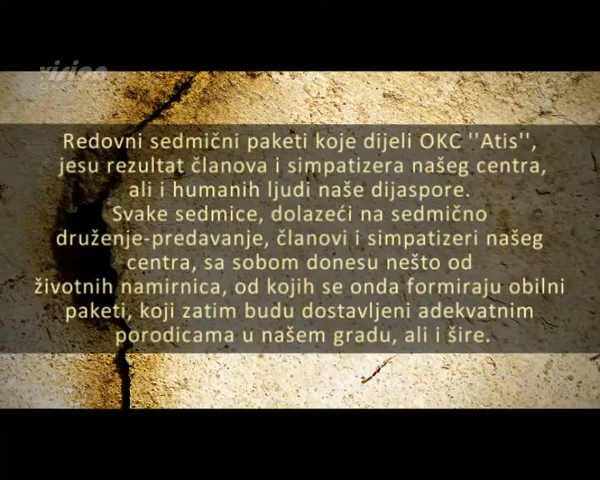 vision
Redovni sedmični paketi koje dijeli OKC ''Atis'',
jesu rezultat članova i simpatizera našeg centra,
ali i humanih ljudi naše dijaspore.
Svake sedmice, dolazeći na sedmično
druženje-predavanje, članovi i simpatizeri našeg
centra, sa sobom donesu nešto od
životnih namirnica, od kojih se onda formiraju obilni
paketi, koji zatim budu dostavljeni adekvatnim
porodicama u našem gradu, ali i šire.